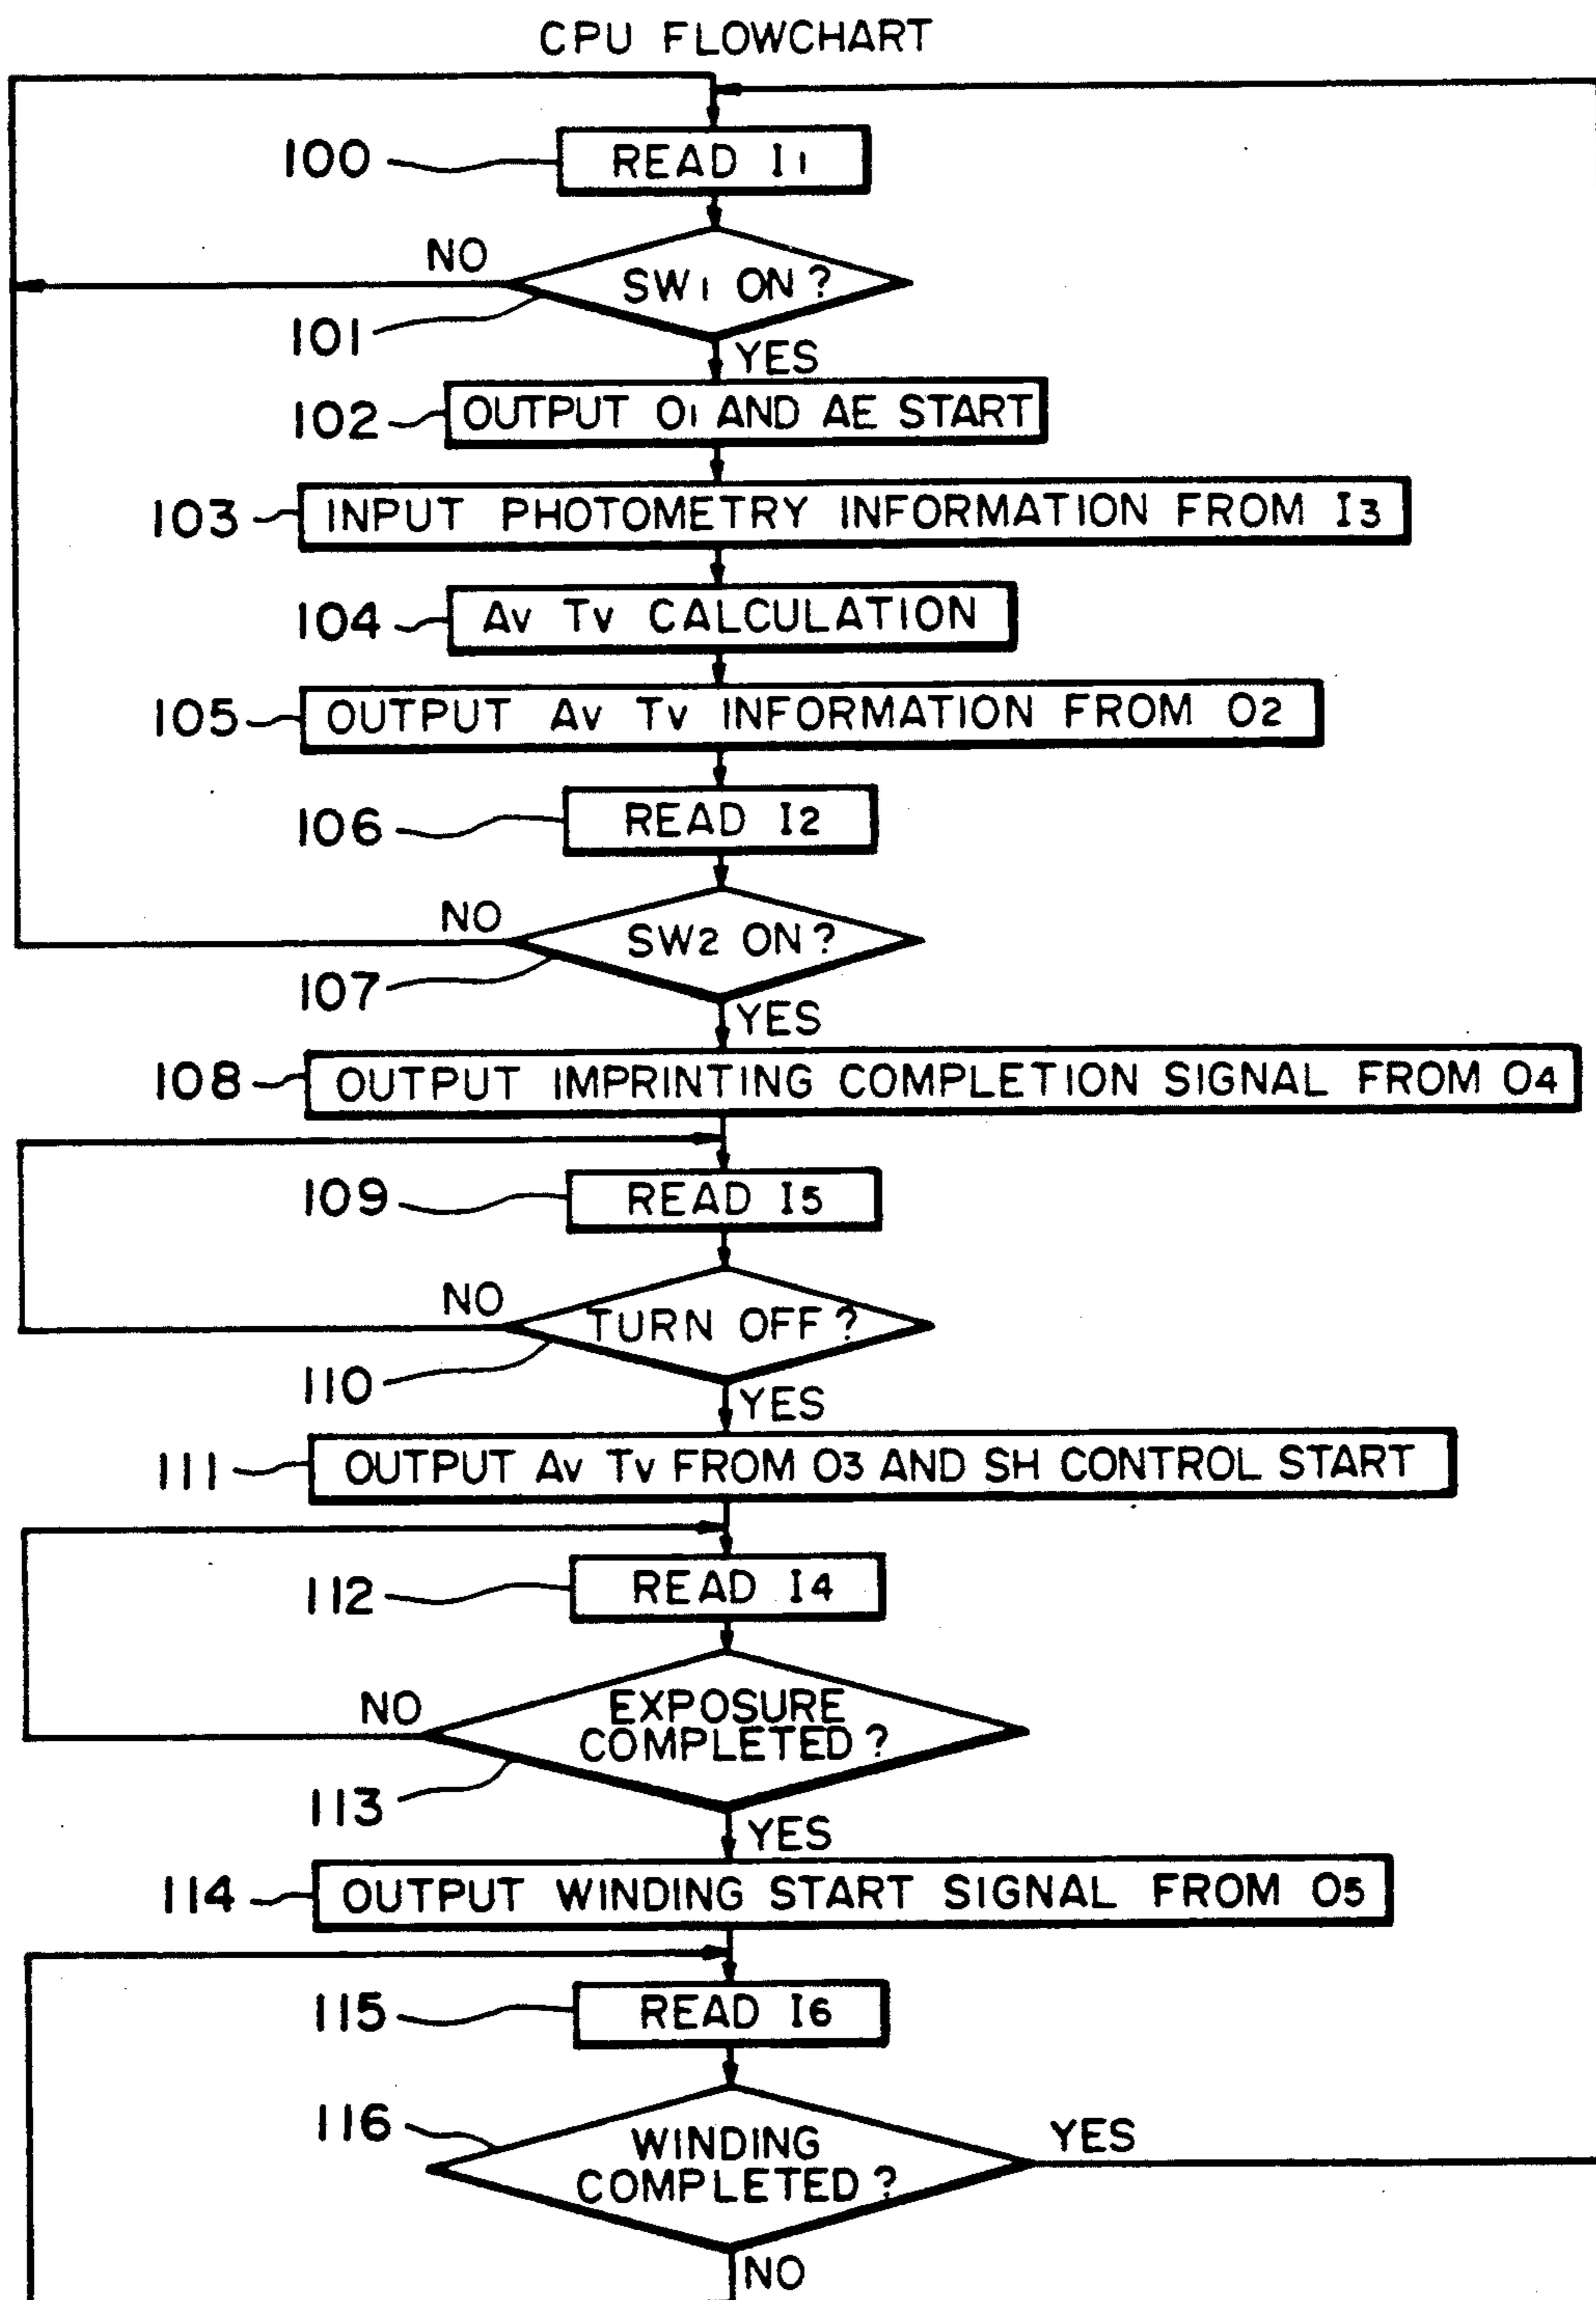 CPU FLOWCHART
100
READ I1
NO
SW1 ON?
101
YES
102
OUTPUT O1 AND AE START
103
INPUT PHOTOMETRY INFORMATION FROM I3
104
Av Tv CALCULATION
105
OUTPUT Av Tv INFORMATION FROM O2
106
READ I2
NO
SW2 ON?
107
YES
108
OUTPUT IMPRINTING COMPLETION SIGNAL FROM O4
109
READ I5
NO
TURN OFF?
110
YES
111
OUTPUT Av Tv FROM O3 AND SH CONTROL START
112
READ I4
NO
EXPOSURE
COMPLETED?
113
YES
114
OUTPUT WINDING START SIGNAL FROM O5
115
READ I6
116
WINDING
COMPLETED?
YES
NO